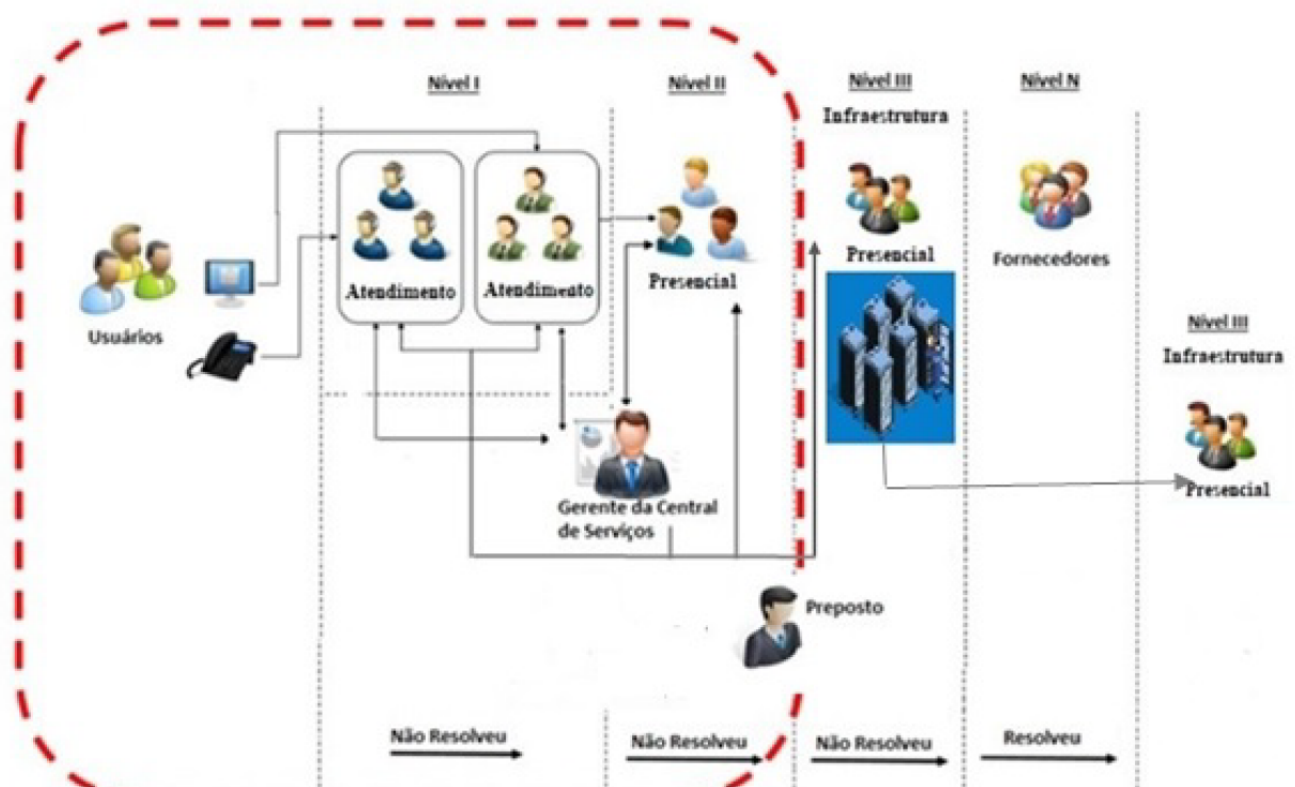 Nível I
Nível II
Nível III
Infraestrutura
Nível N
Usuários
Atendimento
Atendimento
Presencial
Presencial
Fornecedores
Nível III
Infraestrutura
Presencial
Gerente da Central
de Serviços
Preposto
Não Resolveu
Não Resolveu
Não Resolveu
Resolveu